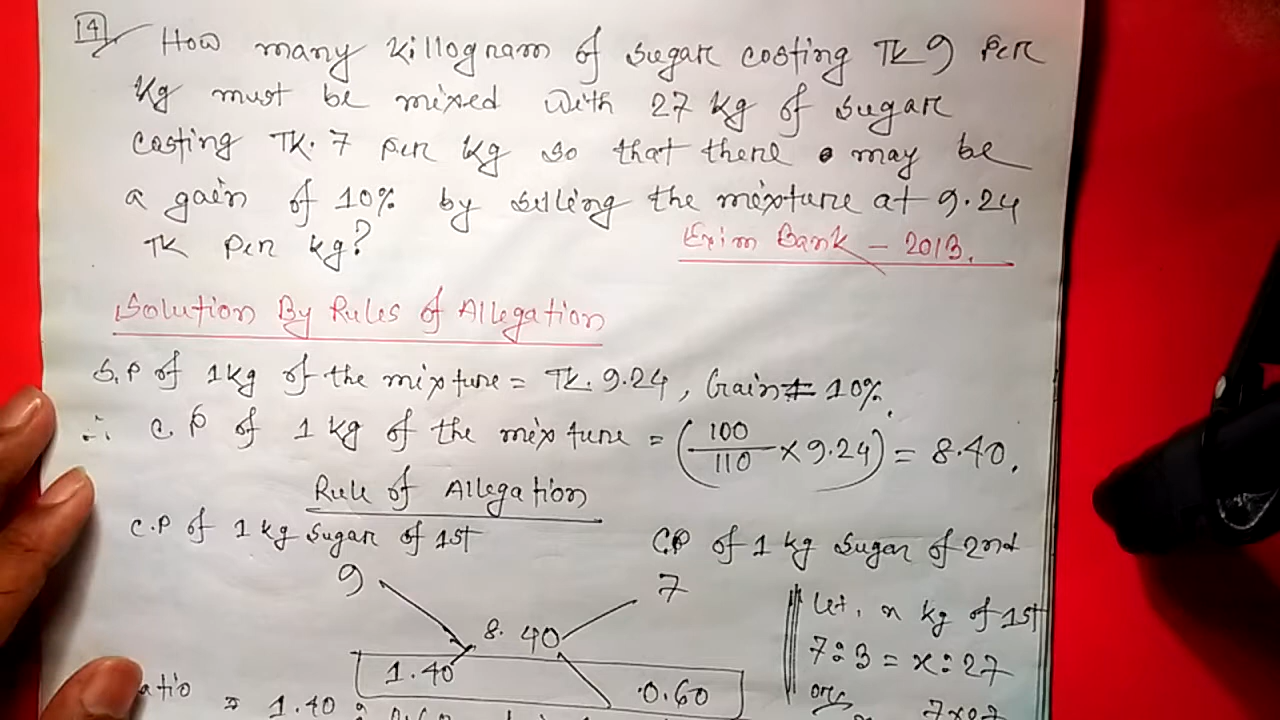 14
How many killogram of sugar costing TK 9 per
kg must be mixed with 27 kg of sugar
costing TK. 7 per kg so that there may be
a gain of 10% by selling the mixture at 9.24
TK per kg?
Exim Bank - 2013.
Solution By Rules of Allegation
S.P of 1kg of the mixture = TK. 9.24, Gain = 10%.
∴ C.P of 1 kg of the mixture = (100/110 × 9.24) = 8.40.
Rule of Allegation
C.P of 1 kg sugar of 1st
C.P of 1 kg sugar of 2nd
9
7
8.40
1.40
0.60
Let, x kg of 1st
7:3 = x:27
or,
= 1.40 :